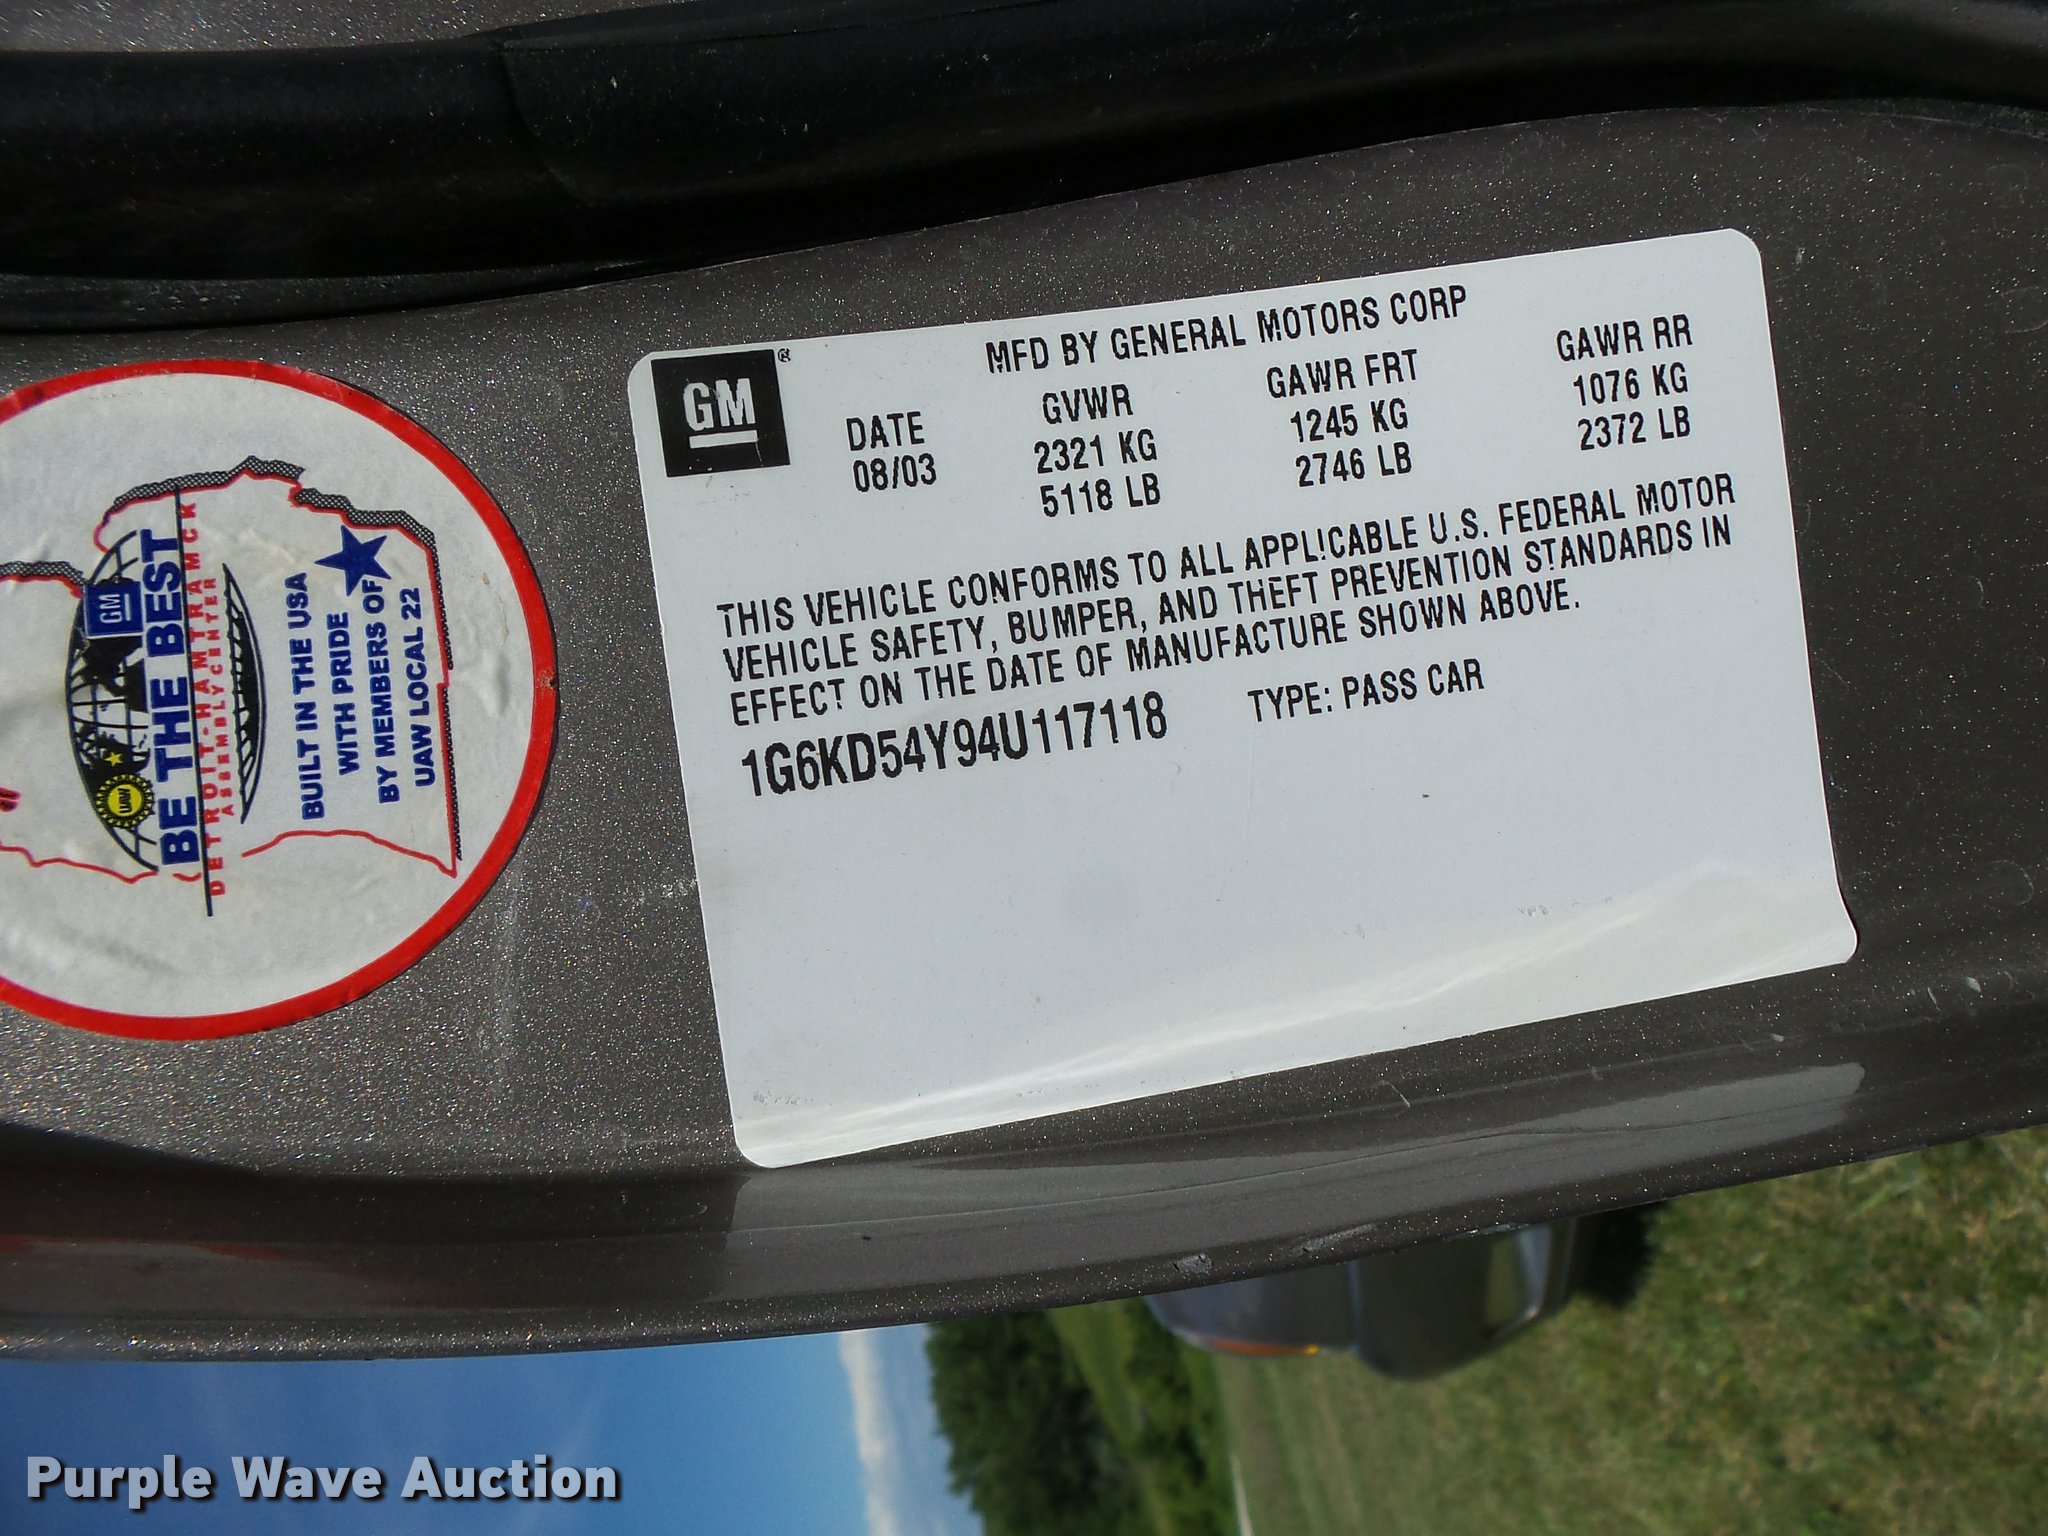 GM®
MFD BY GENERAL MOTORS CORP
DATE GVWR GAWR FRT GAWR RR
08/03 2321 KG 1245 KG 1076 KG
5118 LB 2746 LB 2372 LB
THIS VEHICLE CONFORMS TO ALL APPLICABLE U.S. FEDERAL MOTOR
VEHICLE SAFETY, BUMPER, AND THEFT PREVENTION STANDARDS IN
EFFECT ON THE DATE OF MANUFACTURE SHOWN ABOVE.
1G6KD54Y94U117118 TYPE: PASS CAR
GM
UAW
BE THE BEST
DETROIT-HAMTRAMCK
ASSEMBLY CENTER
BUILT IN THE USA
WITH PRIDE
BY MEMBERS OF
UAW LOCAL 22
Purple Wave Auction